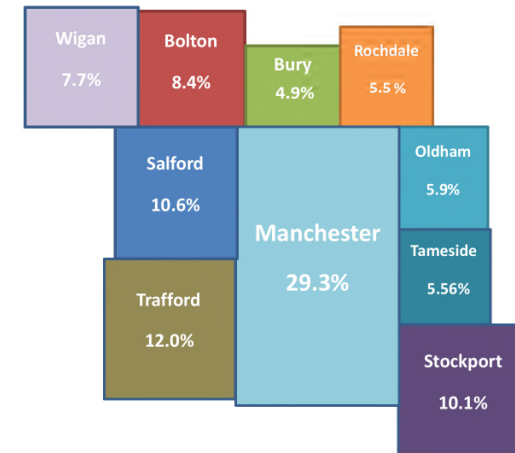 Wigan
7.7%
Bolton
8.4%
Bury
4.9%
Rochdale
5.5 %
Salford
10.6%
Manchester
29.3%
Oldham
5.9%
Tameside
5.56%
Trafford
12.0%
Stockport
10.1%